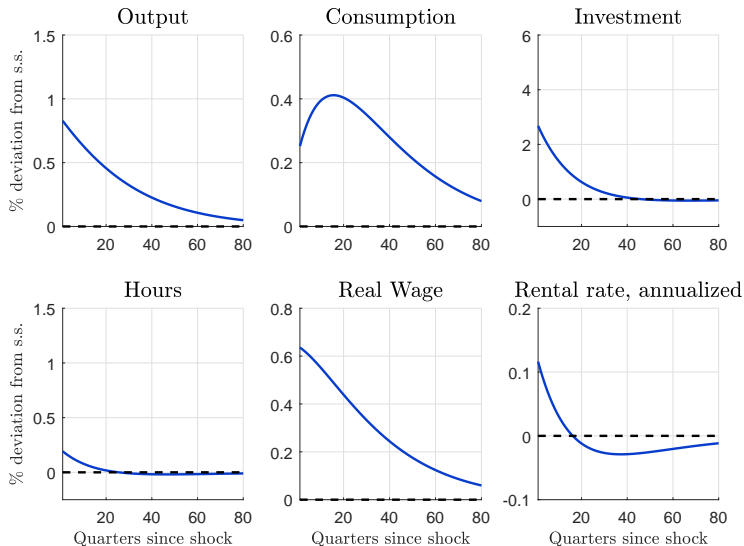 Output
Consumption
Investment
% deviation from s.s.
1.5
1
0.5
0
20 40 60 80
0.6
0.4
0.2
0
20 40 60 80
6
4
2
0
20 40 60 80
Hours
Real Wage
Rental rate, annualized
% deviation from s.s.
1.5
1
0.5
0
20 40 60 80
Quarters since shock
0.8
0.6
0.4
0.2
0
20 40 60 80
Quarters since shock
0.2
0.1
0
-0.1
20 40 60 80
Quarters since shock